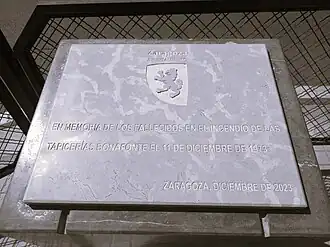 ZARAGOZA
EN MEMORIA DE LOS FALLECIDOS EN EL INCENDIO DE LAS
TAPICERÍAS BONAFONTE EL 11 DE DICIEMBRE DE 1973
ZARAGOZA, DICIEMBRE DE 2023